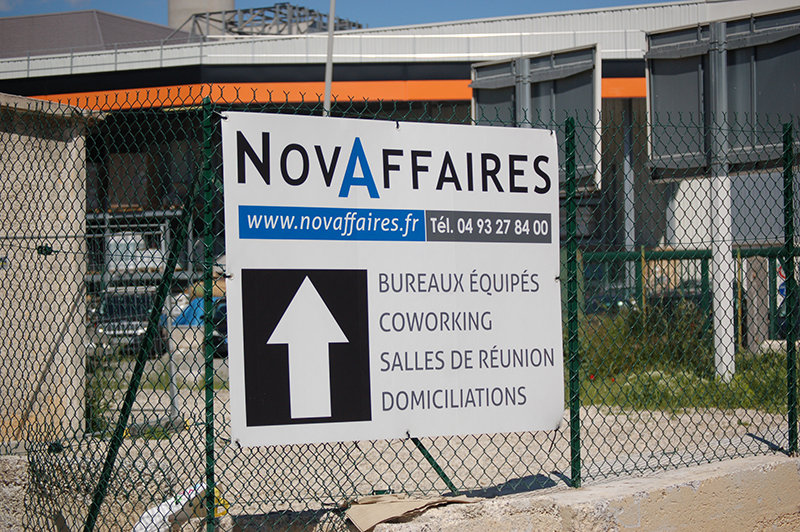 NOVAFFAIRES
www.novaffaires.fr Tél. 04 93 27 84 00
BUREAUX ÉQUIPÉS
COWORKING
SALLES DE RÉUNION
DOMICILIATIONS